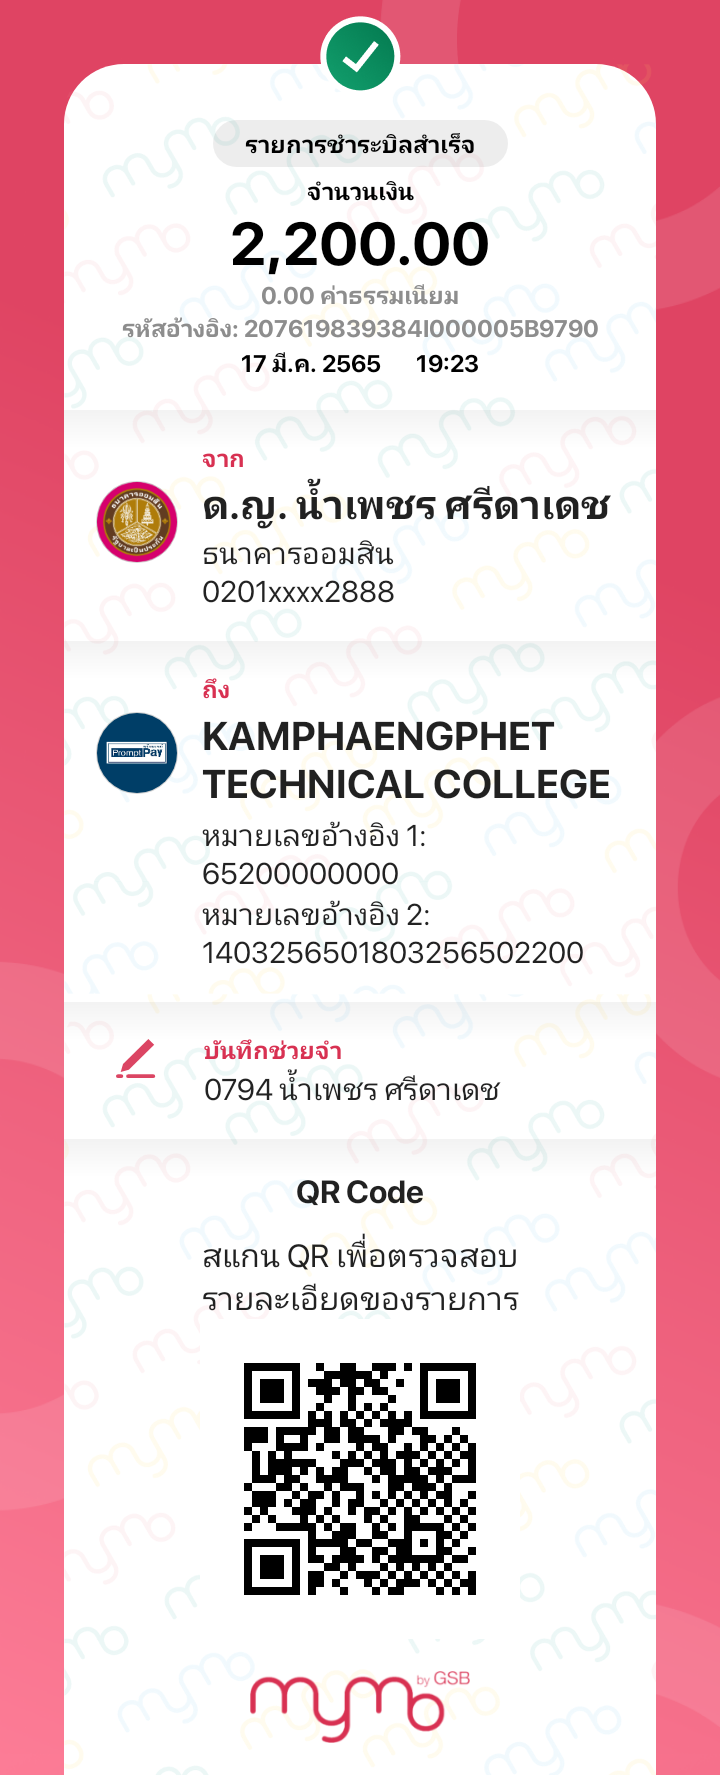 รายการชำระบิลสำเร็จ
จำนวนเงิน
2,200.00
0.00 ค่าธรรมเนียม
รหัสอ้างอิง: 207619839384I000005B9790
17 มี.ค. 2565 19:23
จาก
ด.ญ. น้ำเพชร ศรีดาเดช
ธนาคารออมสิน
0201xxxx2888
ถึง
PromptPay
KAMPHAENGPHET
TECHNICAL COLLEGE
หมายเลขอ้างอิง 1:
65200000000
หมายเลขอ้างอิง 2:
1403256501803256502200
บันทึกช่วยจำ
0794 น้ำเพชร ศรีดาเดช
QR Code
สแกน QR เพื่อตรวจสอบ
รายละเอียดของรายการ
mymo by GSB